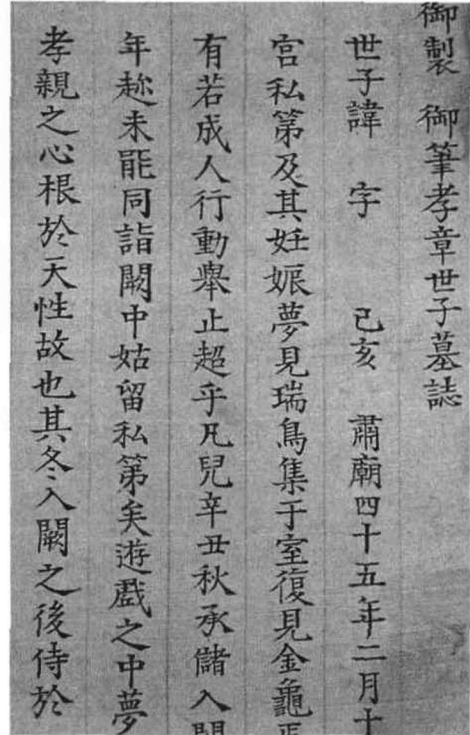 御製 御筆孝章世子墓誌
世子諱 字 己亥 肅廟四十五年二月十
宮私第及其妊娠夢見瑞鳥集于室復見金龜
有若成人行動擧止超乎凡兒辛丑秋承儲入闕
年趂未能同詣闕中姑留私第矣遊戲之中夢
孝親之心根於天性故也其冬入闕之後侍於